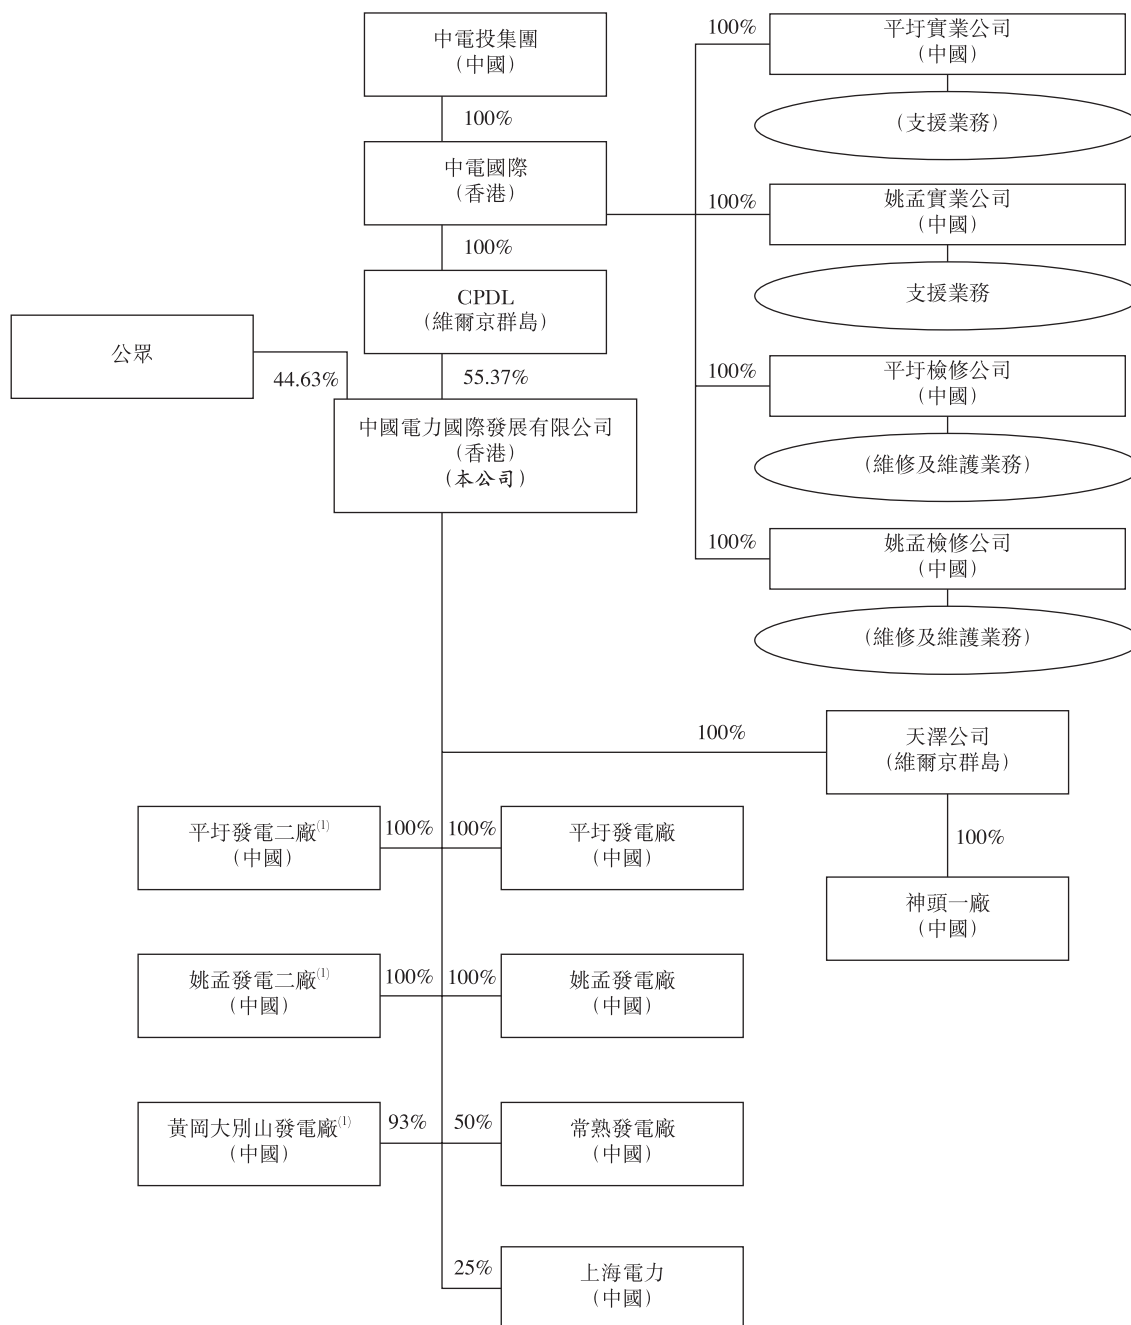 中電投集團
(中國)
100%
中電國際
(香港)
100%
CPDL
(維爾京群島)
公眾
44.63%
55.37%
中國電力國際發展有限公司
(香港)
(本公司)
100%
平圩實業公司
(中國)
(支援業務)
100%
姚孟實業公司
(中國)
支援業務
100%
平圩檢修公司
(中國)
(維修及維護業務)
100%
姚孟檢修公司
(中國)
(維修及維護業務)
100%
天澤公司
(維爾京群島)
100%
神頭一廠
(中國)
平圩發電二廠(1)
(中國)
100%
100%
平圩發電廠
(中國)
姚孟發電二廠(1)
(中國)
100%
100%
姚孟發電廠
(中國)
黃岡大別山發電廠(1)
(中國)
93%
50%
常熟發電廠
(中國)
25%
上海電力
(中國)